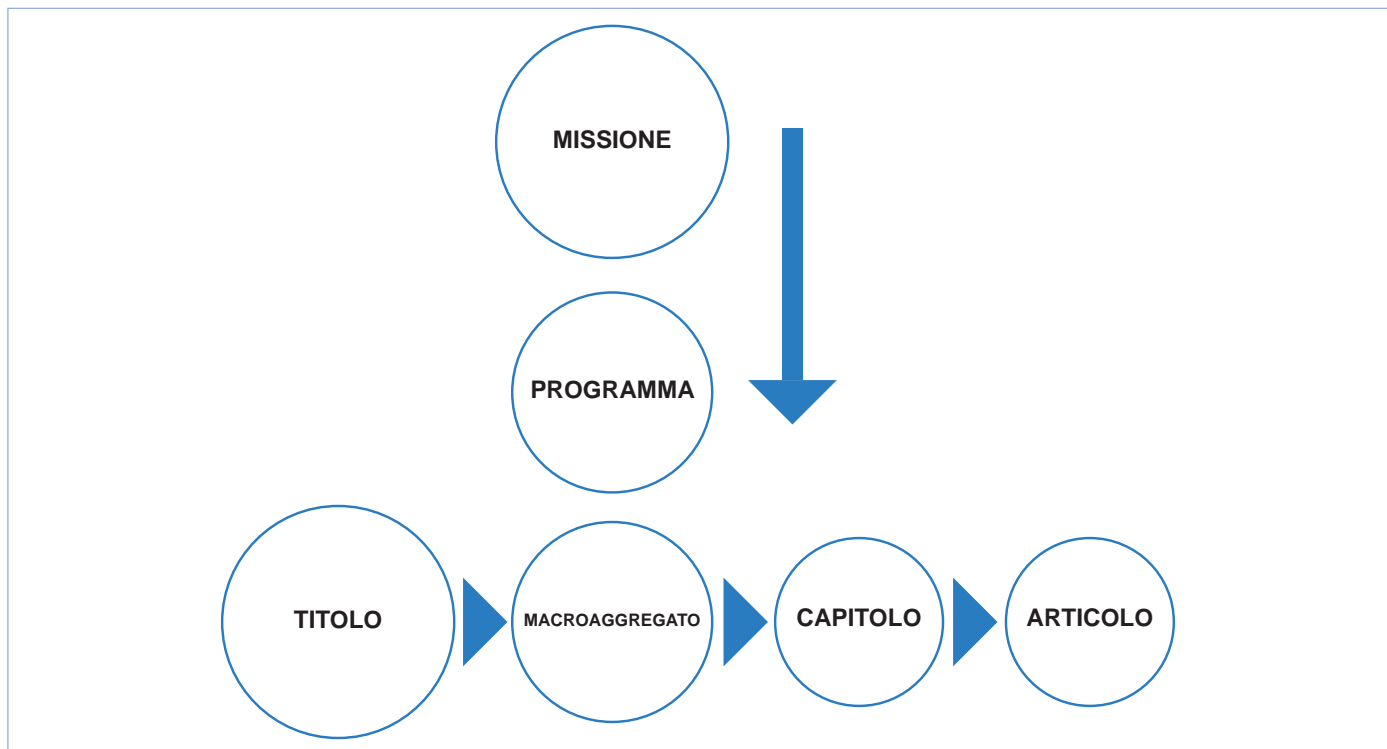 MISSIONE
PROGRAMMA
TITOLO
MACROAGGREGATO
CAPITOLO
ARTICOLO